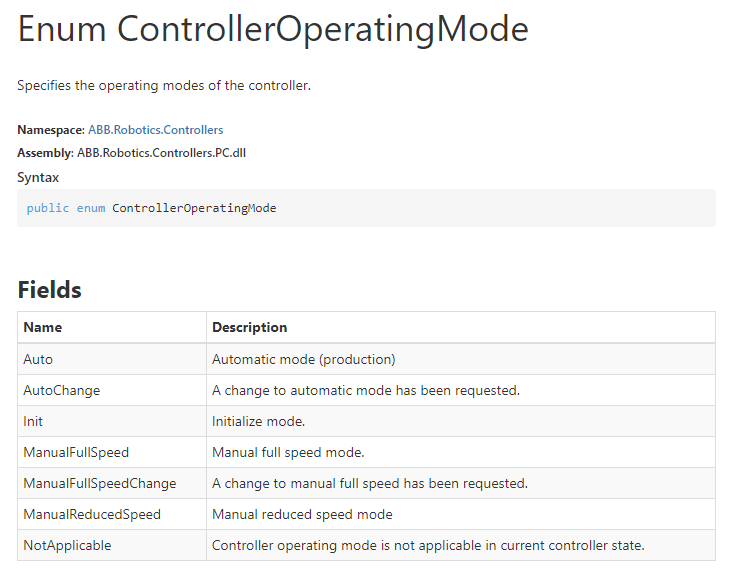 Enum ControllerOperatingMode
Specifies the operating modes of the controller.
Namespace: ABB.Robotics.Controllers
Assembly: ABB.Robotics.Controllers.PC.dll
Syntax
public enum ControllerOperatingMode
Fields
Name Description
Auto Automatic mode (production)
AutoChange A change to automatic mode has been requested.
Init Initialize mode.
ManualFullSpeed Manual full speed mode.
ManualFullSpeedChange A change to manual full speed has been requested.
ManualReducedSpeed Manual reduced speed mode
NotApplicable Controller operating mode is not applicable in current controller state.